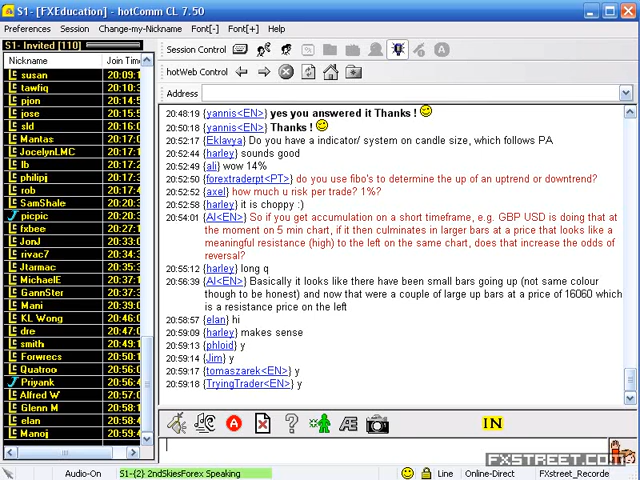 S1- [FXEducation] - hotComm CL 7.50
Preferences Session Change-my-Nickname Font[-] Font[+] Help
S1- Invited [110]
Session Control
Nickname Join Time
hotWeb Control
Address
susan 20:09:1
tawfiq 20:10:3
pjon 20:14:5
jose 20:15:5
sld 20:16:0
Mantas 20:17:0
JocelynLMC 20:17:0
lb 20:17:0
philipj 20:17:0
rob 20:17:0
SamShale 20:20:3
picpic 20:20:3
fxbee 20:27:0
JonJ 20:27:0
rivac7 20:27:0
Jtarmac 20:36:3
MichaelE 20:37:0
GannSter 20:37:0
Mani 20:39:0
KL Wong 20:46:0
dre 20:47:0
smith 20:49:1
Forwrecs 20:50:1
Quatroo 20:56:3
Priyank 20:56:4
Alfred W 20:57:0
Glenn M 20:58:2
elan 20:58:4
Manoj 20:59:4
20:48:19 {yannis<EN>} yes you answered it Thanks !
20:50:18 {yannis<EN>} Thanks !
20:52:17 {Eklavya} Do you have a indicator/ system on candle size, which follows PA
20:52:44 {harley} sounds good
20:52:49 {ali} wow 14%
20:52:50 {forextraderpt<PT>} do you use fibo's to determine the up of an uptrend or downtrend?
20:52:52 {axel} how much u risk per trade? 1%?
20:52:58 {harley} it is choppy :)
20:54:01 {Al<EN>} So if you get accumulation on a short timeframe, e.g. GBP USD is doing that at
the moment on 5 min chart, if it then culminates in larger bars at a price that looks like a
meaningful resistance (high) to the left on the same chart, does that increase the odds of
reversal?
20:55:12 {harley} long q
20:56:39 {Al<EN>} Basically it looks like there have been small bars going up (not same colour
though to be honest) and now that were a couple of large up bars at a price of 16060 which
is a resistance price on the left
20:58:57 {elan} hi
20:59:09 {harley} makes sense
20:59:13 {phloid} y
20:59:14 {Jim} y
20:59:17 {tomaszarek<EN>} y
20:59:18 {TryingTrader<EN>} y
IN
FXSTREET.COM
Audio-On S1-{2} 2ndSkiesForex Speaking Line Online-Direct FXstreet_Recorde